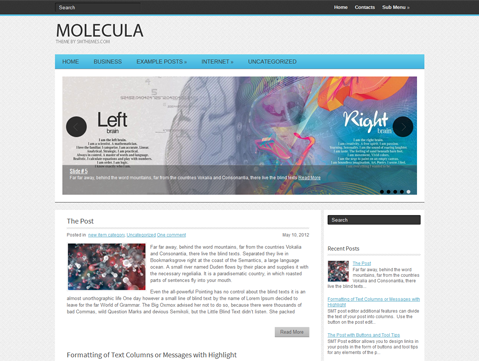 Search
Home Contacts Sub Menu »
MOLECULA
THEME BY SMTHEMES.COM
HOME BUSINESS EXAMPLE POSTS » INTERNET » UNCATEGORIZED
Left
brain
Right
brain
I am the left brain.
I am the right brain.
Slide # 5
Far far away, behind the word mountains, far from the countries Vokalia and Consonantia, there live the blind texts Read More
The Post
Posted in: new item category, Uncategorized One comment
May 10, 2012
Far far away, behind the word mountains, far from the countries Vokalia
and Consonantia, there live the blind texts. Separated they live in
Bookmarksgrove right at the coast of the Semantics, a large language
ocean. A small river named Duden flows by their place and supplies it with
the necessary regelialia. It is a paradisematic country, in which roasted
parts of sentences fly into your mouth.
Even the all-powerful Pointing has no control about the blind texts it is an
almost unorthographic life One day however a small line of blind text by the name of Lorem Ipsum decided to
leave for the far World of Grammar. The Big Oxmox advised her not to do so, because there were thousands of
bad Commas, wild Question Marks and devious Semikoli, but the Little Blind Text didn't listen. She packed
Read More
Formatting of Text Columns or Messages with Highlight
Search
Recent Posts
The Post
Far far away, behind the word
mountains, far from the countries
Vokalia and Consonantia, there
live the blind texts...
Formatting of Text Columns or Messages with
Highlight
SMT post editor additional features can divide
the text of your post into columns. Use the
button on the post edit...
The Post with Buttons and Tool Tips
SMT Post editor allows you to design links in
your posts in the form of buttons and tool tips
for any elements of the p...